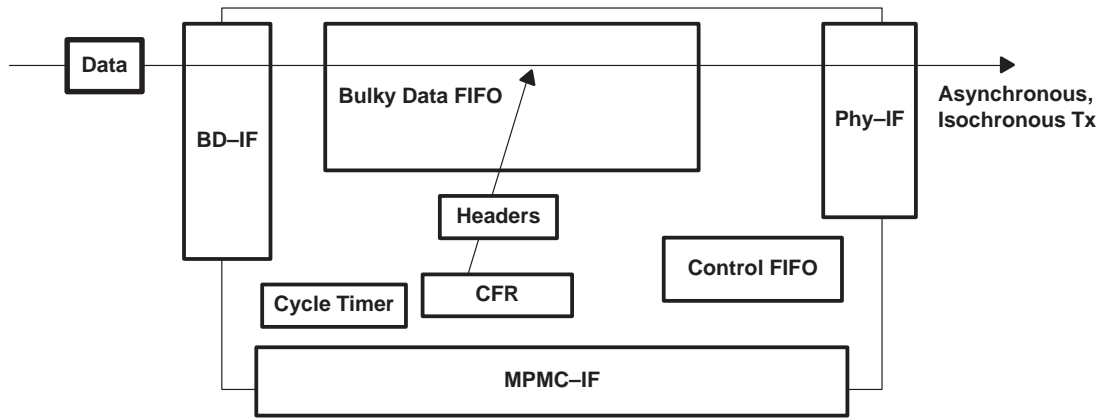 Data
Bulky Data FIFO
BD–IF
Phy–IF
Asynchronous,
Isochronous Tx
Headers
Control FIFO
CFR
Cycle Timer
MPMC–IF